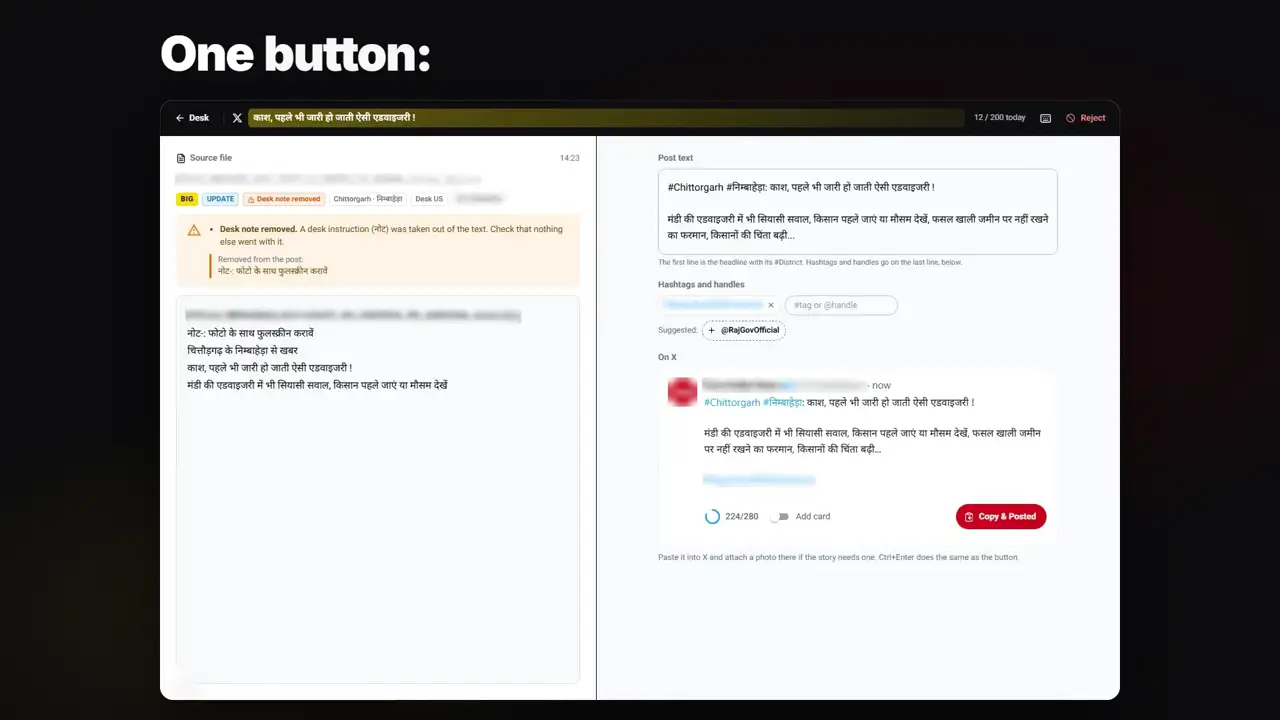 One button:
← Desk
X काश, पहले भी जारी हो जाती ऐसी एडवाइजरी !
12 / 200 today
Reject
Source file
14:23
BIG UPDATE Desk note removed Chittorgarh · निम्बाहेड़ा Desk US
• Desk note removed. A desk instruction (नोट) was taken out of the text. Check that nothing
else went with it.
Removed from the post:
नोट-: फोटो के साथ फुलस्क्रीन करावें
नोट-: फोटो के साथ फुलस्क्रीन करावें
चित्तौड़गढ़ के निम्बाहेड़ा से खबर
काश, पहले भी जारी हो जाती ऐसी एडवाइजरी !
मंडी की एडवाइजरी में भी सियासी सवाल, किसान पहले जाएं या मौसम देखें
Post text
#Chittorgarh #निम्बाहेड़ा: काश, पहले भी जारी हो जाती ऐसी एडवाइजरी !
मंडी की एडवाइजरी में भी सियासी सवाल, किसान पहले जाएं या मौसम देखें, फसल खाली जमीन पर नहीं रखने
का फरमान, किसानों की चिंता बढ़ी...
The first line is the headline with its #District. Hashtags and handles go on the last line, below.
Hashtags and handles
× #tag or @handle
Suggested: + @RajGovOfficial
On X
· now
#Chittorgarh #निम्बाहेड़ा: काश, पहले भी जारी हो जाती ऐसी एडवाइजरी !
मंडी की एडवाइजरी में भी सियासी सवाल, किसान पहले जाएं या मौसम देखें, फसल खाली जमीन
पर नहीं रखने का फरमान, किसानों की चिंता बढ़ी...
224/280 Add card Copy & Posted
Paste it into X and attach a photo there if the story needs one. Ctrl+Enter does the same as the button.